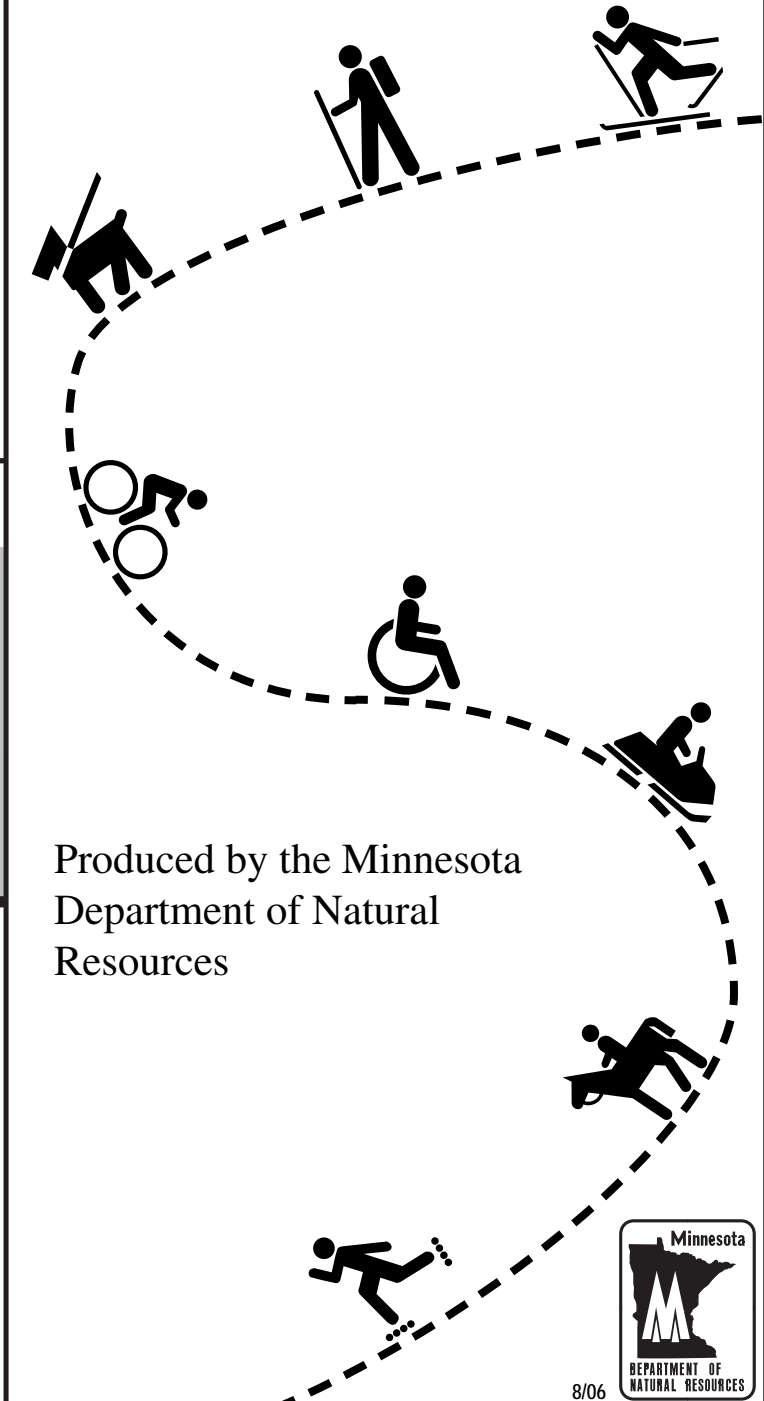 Produced by the Minnesota
Department of Natural
Resources
Minnesota
DEPARTMENT OF
NATURAL RESOURCES
8/06